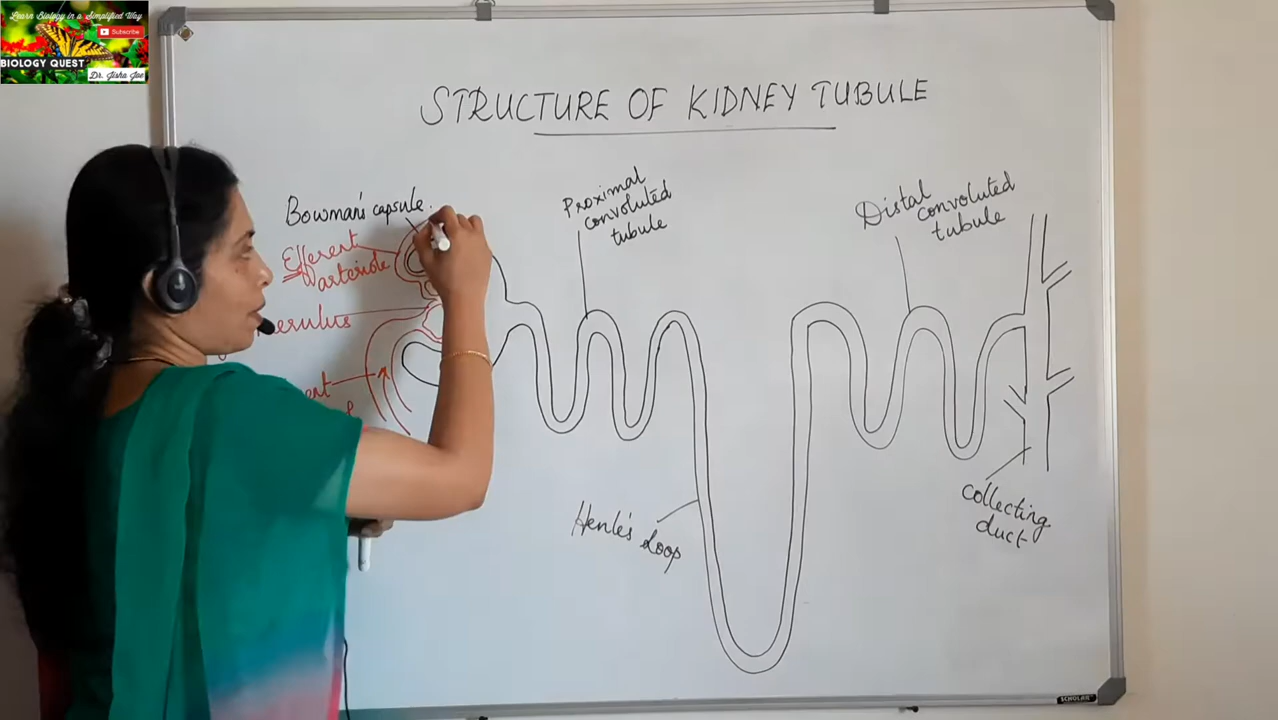 Learn Biology in a Simplified Way
Subscribe
BIOLOGY QUEST
Dr. Jisha Jae
STRUCTURE OF KIDNEY TUBULE
Bowman's capsule
Efferent
arteriole
Proximal
convoluted
tubule
Distal
convoluted
tubule
Henle's Loop
Collecting
duct
SCHOLAR